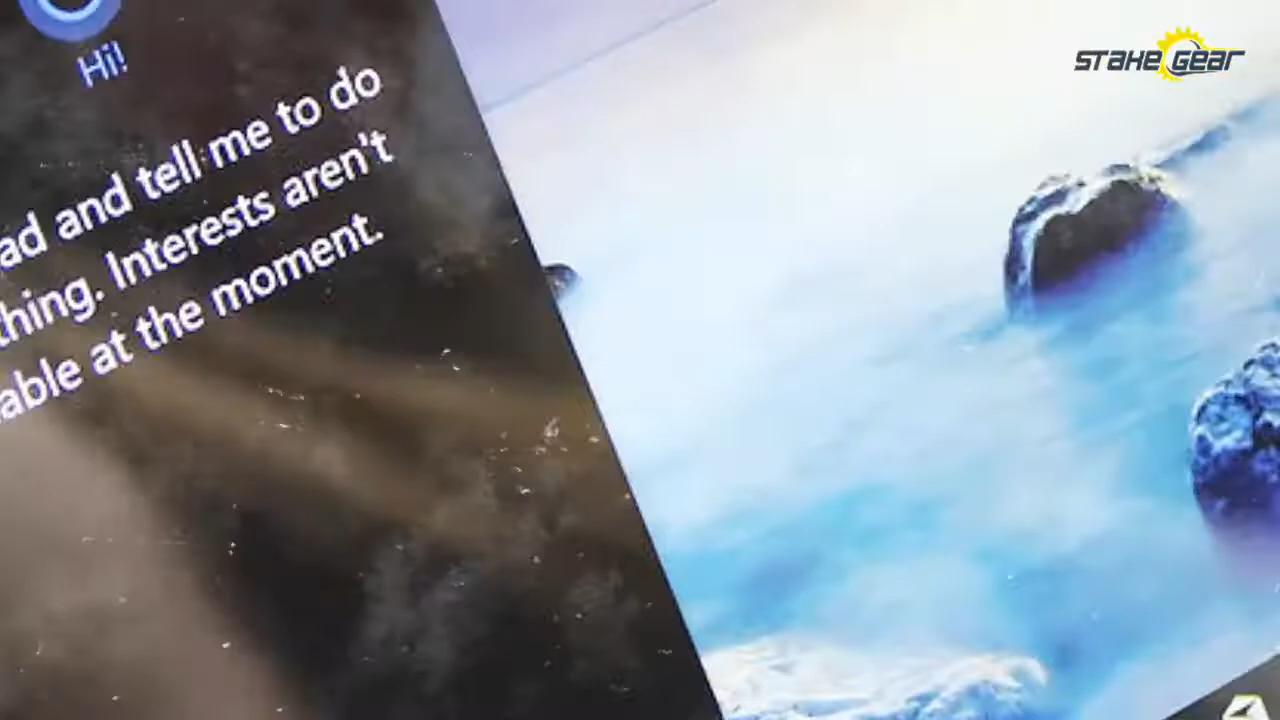 STAKE GEAR
Hi!
ad and tell me to do
thing. Interests aren't
able at the moment.